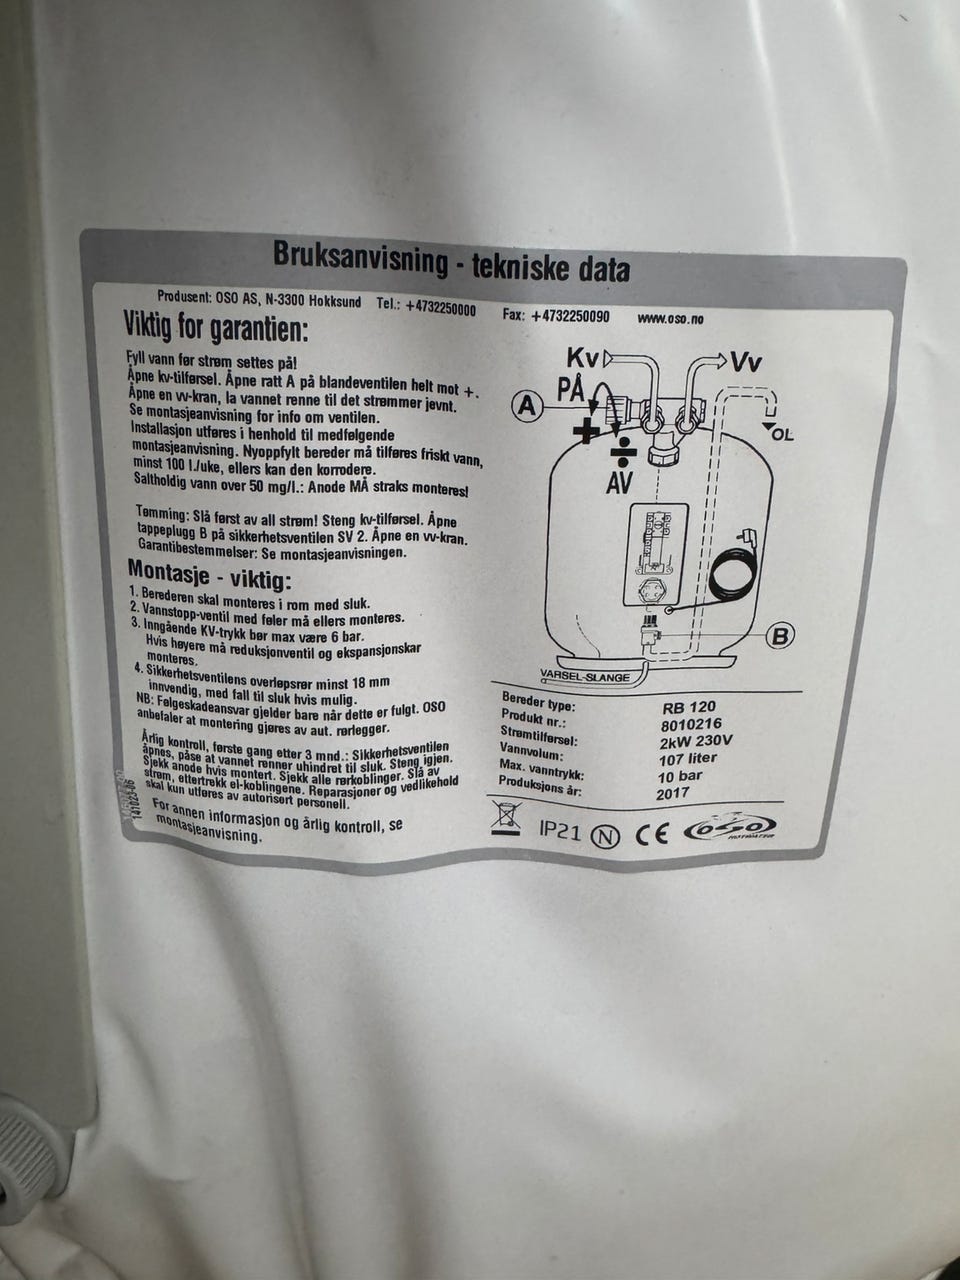 Bruksanvisning - tekniske data
Produsent: OSO AS, N-3300 Hokksund Tel.: +4732250000 Fax: +4732250090 www.oso.no
Viktig for garantien:
Fyll vann før strøm settes på!
Åpne kv-tilførsel. Åpne ratt A på blandeventilen helt mot +.
Åpne en vv-kran, la vannet renne til det strømmer jevnt.
Se montasjeanvisning for info om ventilen.
Installasjon utføres i henhold til medfølgende
montasjeanvisning. Nyoppfylt bereder må tilføres friskt vann,
minst 100 l./uke, ellers kan den korrodere.
Saltholdig vann over 50 mg/l.: Anode MÅ straks monteres!
Tømming: Slå først av all strøm! Steng kv-tilførsel. Åpne
tappeplugg B på sikkerhetsventilen SV 2. Åpne en vv-kran.
Garantibestemmelser: Se montasjeanvisningen.
Montasje - viktig:
1. Berederen skal monteres i rom med sluk.
2. Vannstopp-ventil med føler må ellers monteres.
3. Inngående KV-trykk bør max være 6 bar.
Hvis høyere må reduksjonventil og ekspansjonskar
monteres.
4. Sikkerhetsventilens overløpsrør minst 18 mm
innvendig, med fall til sluk hvis mulig.
NB: Følgeskadeansvar gjelder bare når dette er fulgt. OSO
anbefaler at montering gjøres av aut. rørlegger.
Årlig kontroll, første gang etter 3 mnd.: Sikkerhetsventilen
åpnes, påse at vannet renner uhindret til sluk. Steng igjen.
Sjekk anode hvis montert. Sjekk alle rørkoblinger. Slå av
strøm, ettertrekk el-koblingene. Reparasjoner og vedlikehold
skal kun utføres av autorisert personell.
For annen informasjon og årlig kontroll, se
montasjeanvisning.
141023-06
Kv
Vv
PÅ
A
+
÷
AV
OL
B
VARSEL-SLANGE
Bereder type: RB 120
Produkt nr.: 8010216
Strømtilførsel: 2kW 230V
Vannvolum: 107 liter
Max. vanntrykk: 10 bar
Produksjons år: 2017
IP21 N CE OSO
HOTWATER